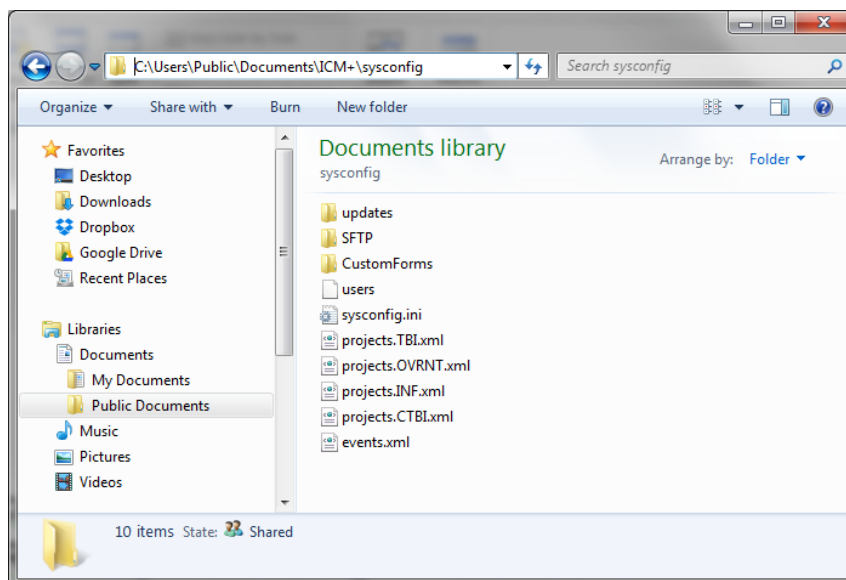 C:\Users\Public\Documents\ICM+\sysconfig
Search sysconfig
Organize Share with Burn New folder
Favorites
Desktop
Downloads
Dropbox
Google Drive
Recent Places
Libraries
Documents
My Documents
Public Documents
Music
Pictures
Videos
Documents library
sysconfig
Arrange by: Folder
updates
SFTP
CustomForms
users
sysconfig.ini
projects.TBI.xml
projects.OVRNT.xml
projects.INF.xml
projects.CTBI.xml
events.xml
10 items State: Shared